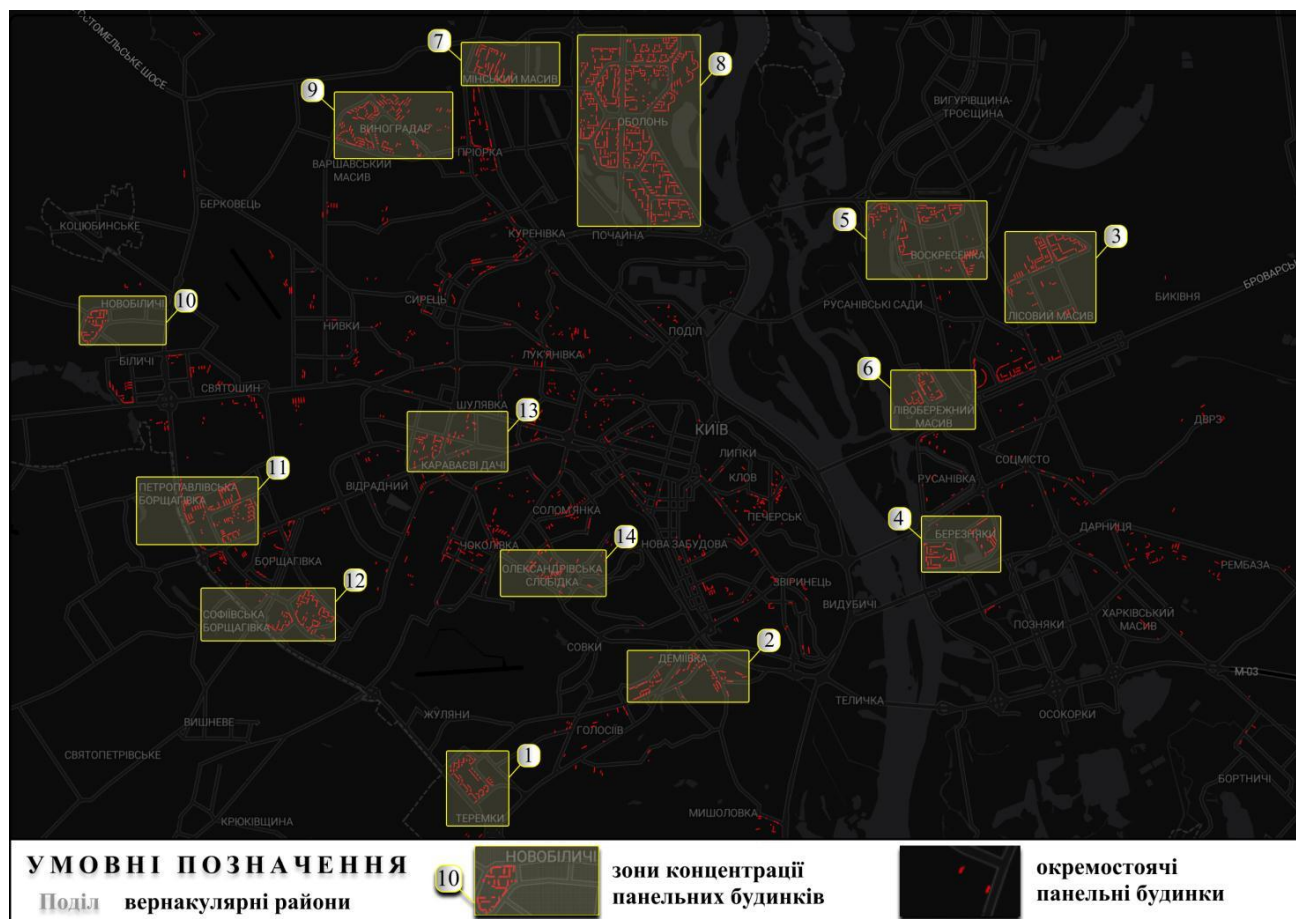 СТОМЕЛЬСЬКЕ ШОСЕ
7
МІНСЬКИЙ МАСИВ
8
ОБОЛОНЬ
9
ВИНОГРАДАР
ПРІОРКА
ВАРШАВСЬКИЙ
МАСИВ
ВИГУРІВЩИНА-
ТРОЄЩИНА
БЕРКОВЕЦЬ
КОЦЮБИНСЬКЕ
КУРЕНІВКА
ПОЧАЙНА
5
ВОСКРЕСЕНКА
3
ЛІСОВИЙ МАСИВ
БРОВАРСЬ
БИКІВНЯ
РУСАНІВСЬКІ САДИ
10
НОВОБІЛИЧІ
СИРЕЦЬ
НИВКИ
ПОДІЛ
БІЛИЧІ
ЛУК'ЯНІВКА
СВЯТОШИН
6
ЛІВОБЕРЕЖНИЙ
МАСИВ
ШУЛЯВКА
13
КАРАВАЄВІ ДАЧІ
КИЇВ
ДВРЗ
ЛИПКИ
КЛОВ
СОЦМІСТО
РУСАНІВКА
11
ПЕТРОПАВЛІВСЬКА
БОРЩАГІВКА
ВІДРАДНИЙ
СОЛОМ'ЯНКА
ПЕЧЕРСЬК
4
БЕРЕЗНЯКИ
ДАРНИЦЯ
ЧОКОЛІВКА
14
НОВА ЗАБУДОВА
БОРЩАГІВКА
ОЛЕКСАНДРІВСЬКА
СЛОБІДКА
РЕМБАЗА
12
СОФІЇВСЬКА
БОРЩАГІВКА
ЗВІРИНЕЦЬ
ВИДУБИЧІ
ХАРКІВСЬКИЙ
МАСИВ
ПОЗНЯКИ
СОВКИ
2
ДЕМІЇВКА
М-03
ТЕЛИЧКА
ОСОКОРКИ
ЖУЛЯНИ
ВИШНЕВЕ
ГОЛОСІЇВ
СВЯТОПЕТРІВСЬКЕ
1
ТЕРЕМКИ
БОРТНИЧІ
МИШОЛОВКА
КРЮКІВЩИНА
УМОВНІ ПОЗНАЧЕННЯ
Поділ вернакулярні райони
10
НОВОБІЛИЧІ
зони концентрації
панельних будинків
окремостоячі
панельні будинки